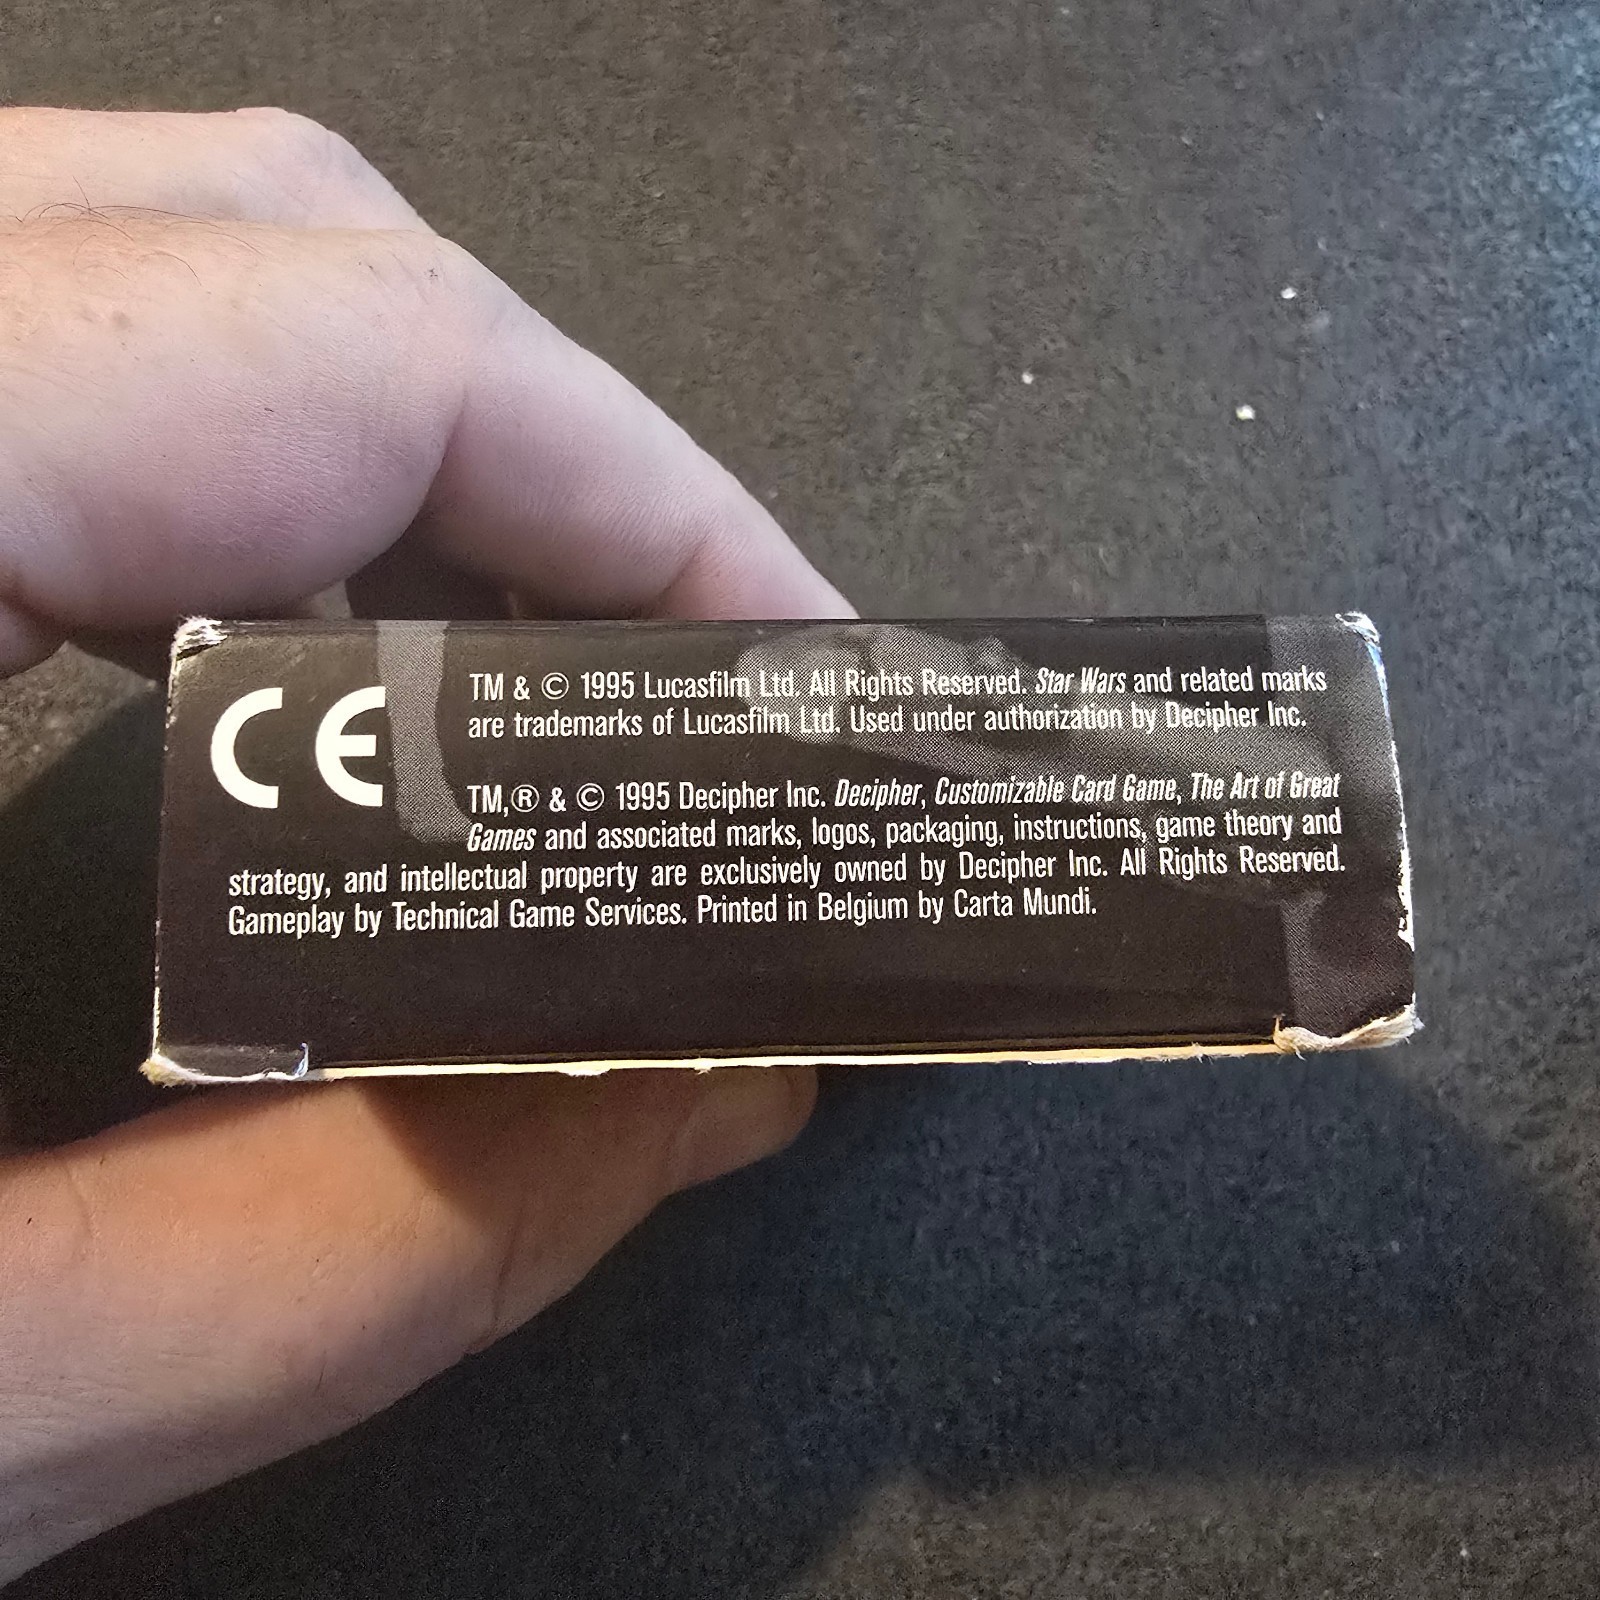 CE
TM & © 1995 Lucasfilm Ltd. All Rights Reserved. Star Wars and related marks
are trademarks of Lucasfilm Ltd. Used under authorization by Decipher Inc.
TM,® & © 1995 Decipher Inc. Decipher, Customizable Card Game, The Art of Great
Games and associated marks, logos, packaging, instructions, game theory and
strategy, and intellectual property are exclusively owned by Decipher Inc. All Rights Reserved.
Gameplay by Technical Game Services. Printed in Belgium by Carta Mundi.